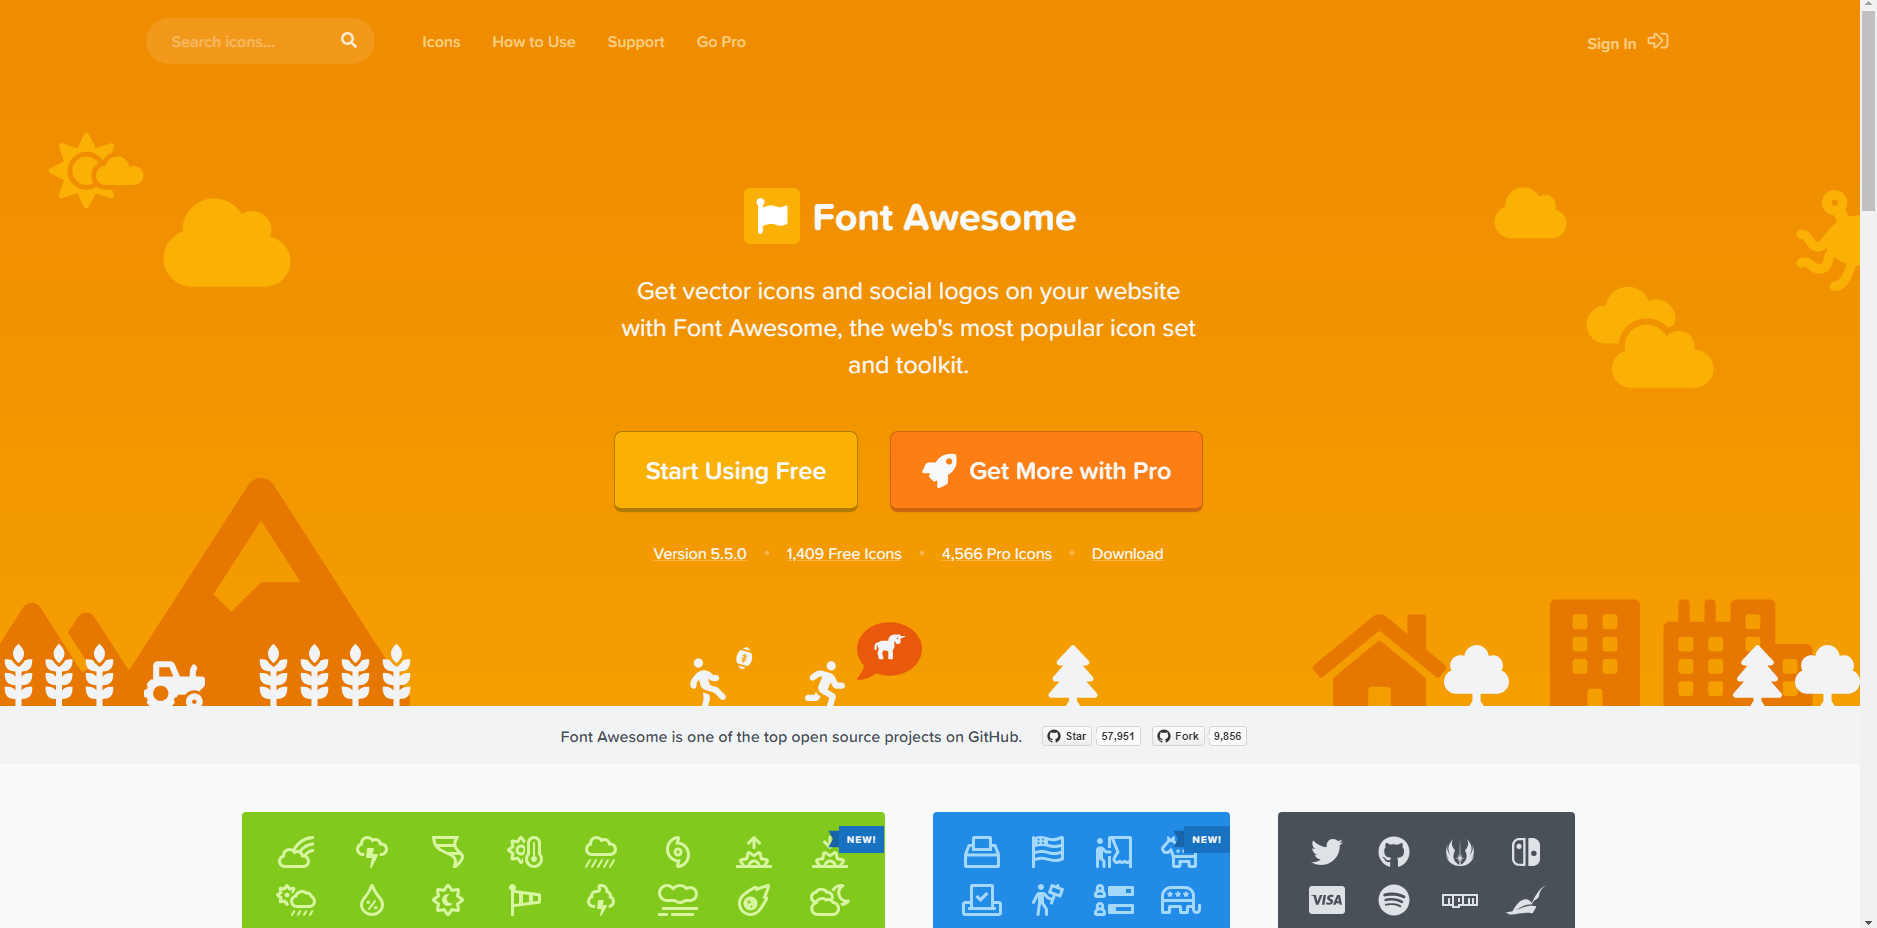 Search icons...
Icons
How to Use
Support
Go Pro
Sign In
Font Awesome
Get vector icons and social logos on your website
with Font Awesome, the web's most popular icon set
and toolkit.
Start Using Free
Get More with Pro
Version 5.5.0
1,409 Free Icons
4,566 Pro Icons
Download
Font Awesome is one of the top open source projects on GitHub.
Star
57,951
Fork
9,856
NEW!
NEW!
VISA
npm